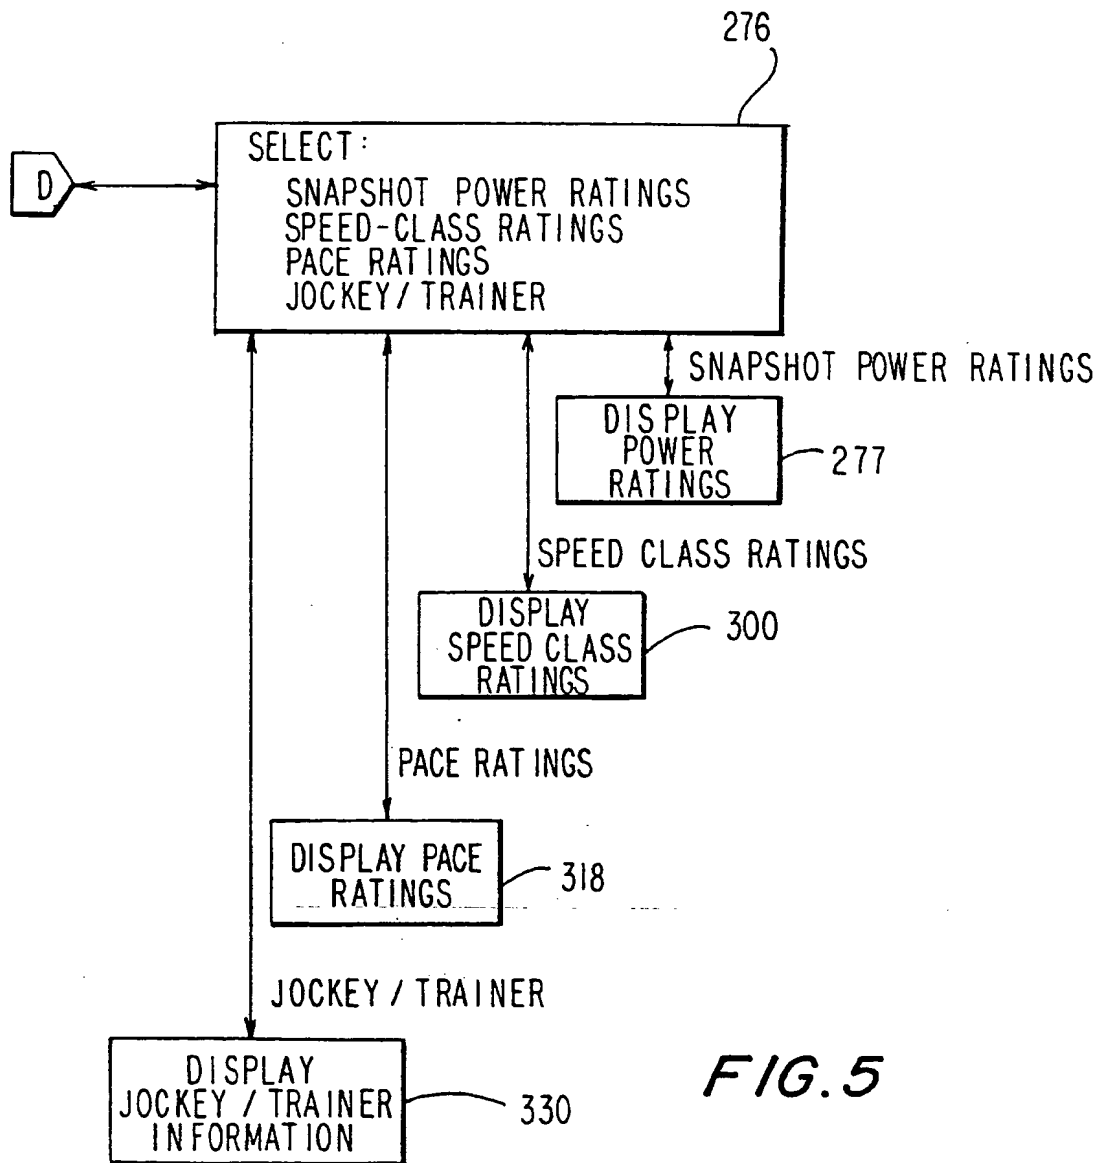 276
SELECT:
D
SNAPSHOT POWER RATINGS
SPEED-CLASS RATINGS
PACE RATINGS
JOCKEY/TRAINER
SNAPSHOT POWER RATINGS
DISPLAY
POWER
RATINGS
277
SPEED CLASS RATINGS
DISPLAY
SPEED CLASS
RATINGS
300
PACE RATINGS
DISPLAY PACE
RATINGS
318
JOCKEY / TRAINER
DISPLAY
JOCKEY / TRAINER
INFORMATION
330
FIG. 5